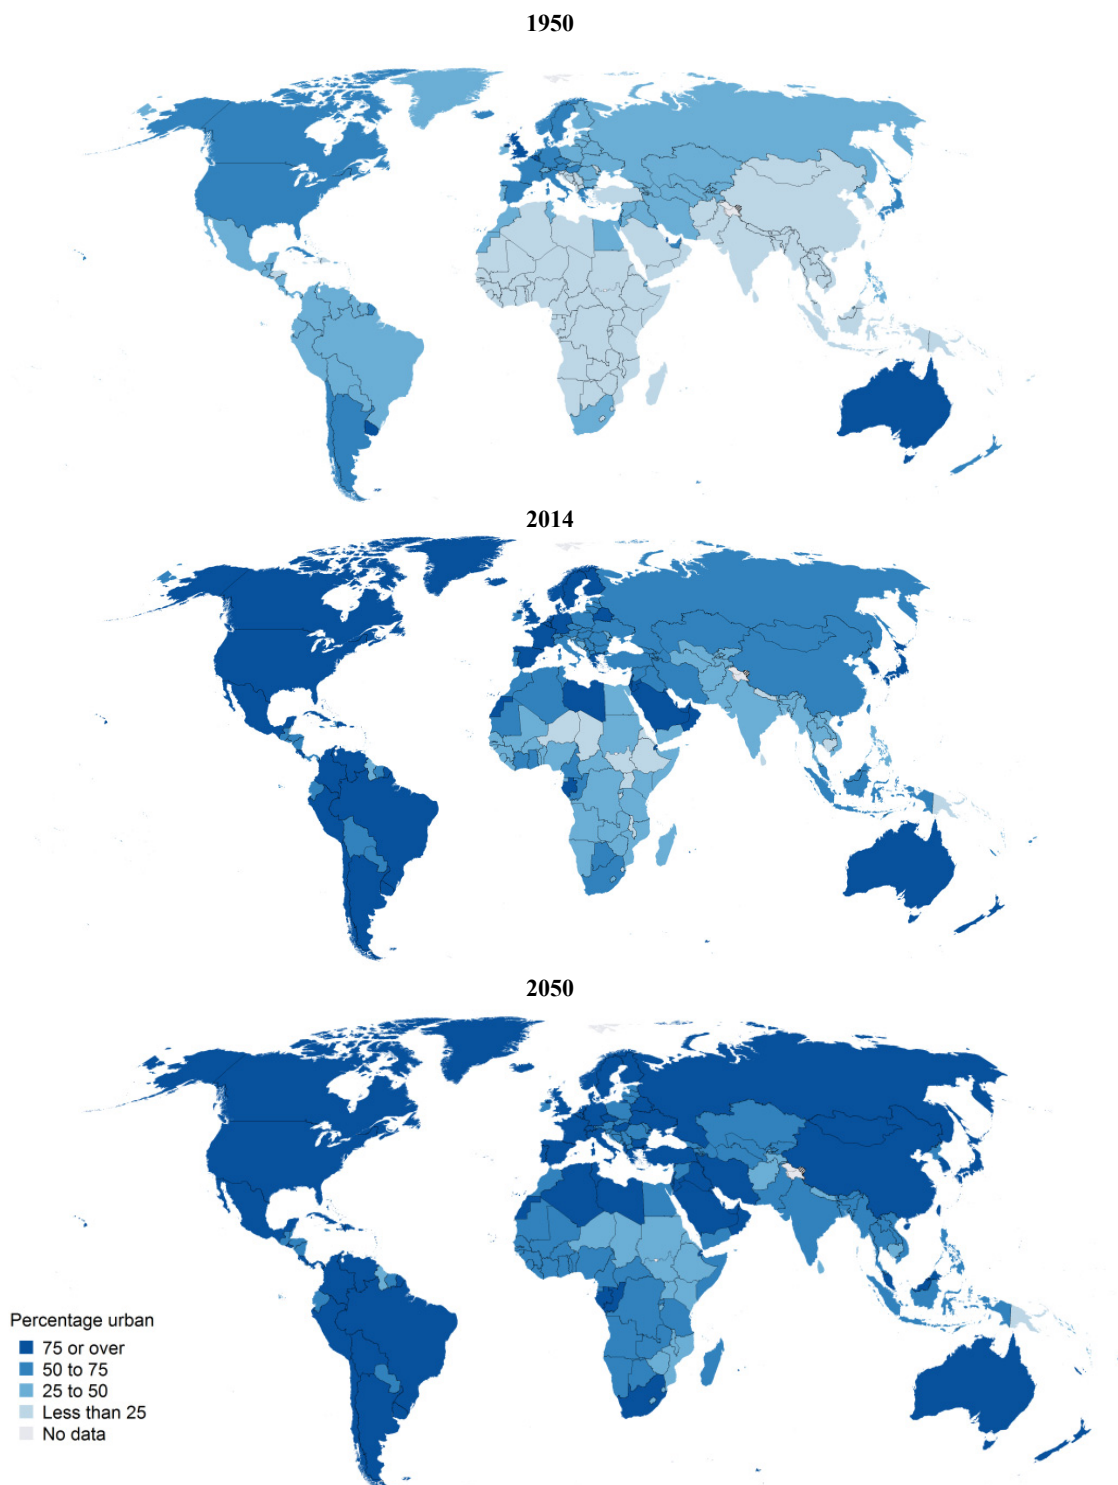 1950
2014
2050
Percentage urban
75 or over
50 to 75
25 to 50
Less than 25
No data